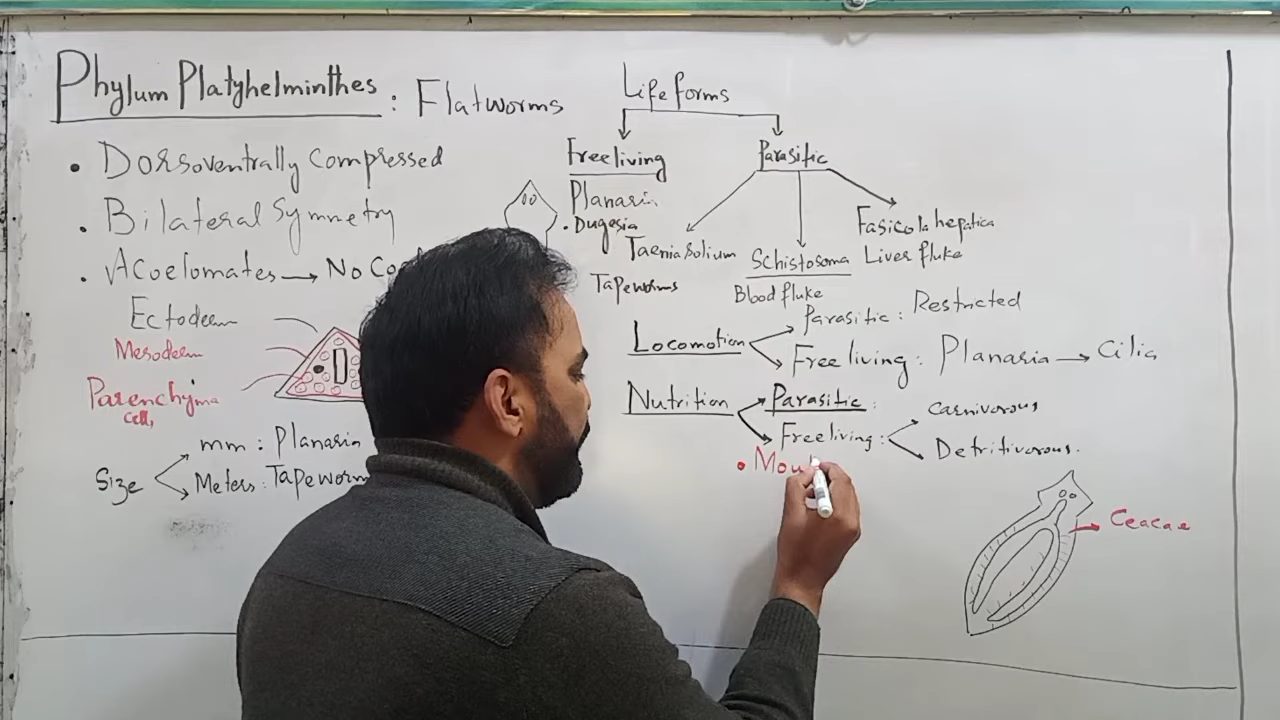 Phylum Platyhelminthes : Flatworms
• Dorsoventrally Compressed
• Bilateral Symmetry
• Acoelomates → No
Ectoderm
Mesoderm
Parenchyma
Cells
Size
mm : Planaria
Meters : Tapeworm
Life forms
Free living
Planaria
• Dugesia
Parasitic
Taenia solium
Tapeworms
Schistosoma
Blood fluke
Fasicola hepatica
Liver fluke
Locomotion
Parasitic : Restricted
Free living : Planaria → Cilia
Nutrition
Parasitic :
Free living :
Carnivorous
Detritivorous.
• Mou
Ceacae